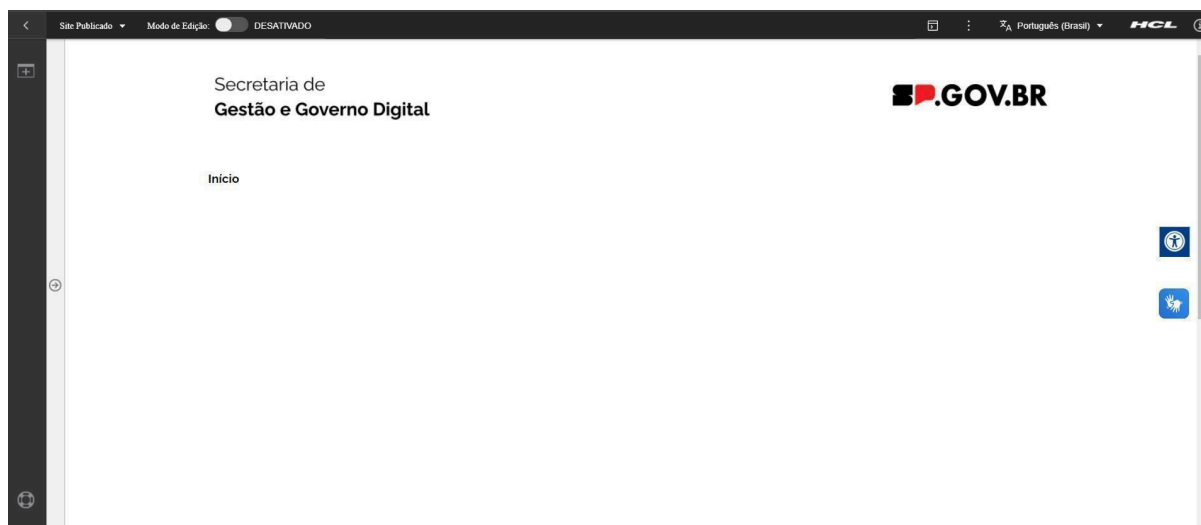 Site Publicado Modo de Edição: DESATIVADO Português (Brasil) HCL
Secretaria de
Gestão e Governo Digital
SP.GOV.BR
Início